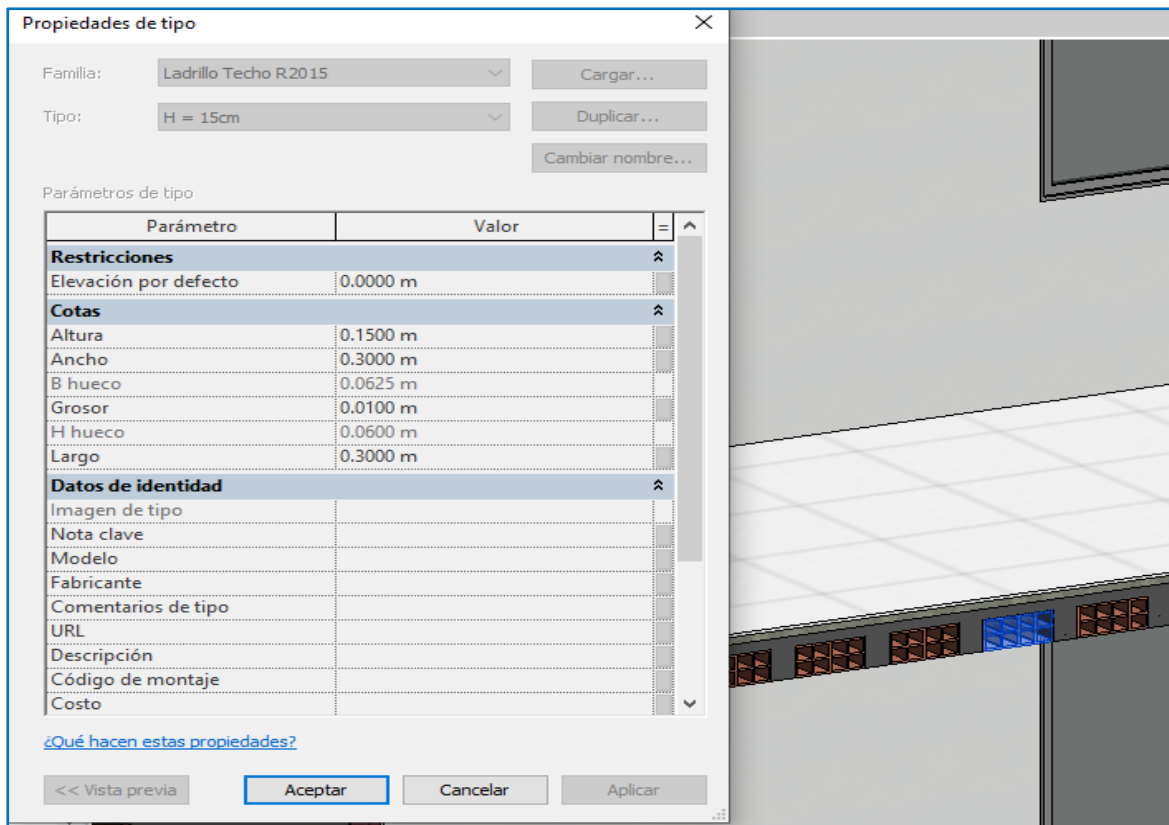 Propiedades de tipo
Familia: Ladrillo Techo R2015 Cargar...
Tipo: H = 15cm Duplicar...
Cambiar nombre...
Parámetros de tipo
Parámetro Valor =
Restricciones
Elevación por defecto 0.0000 m
Cotas
Altura 0.1500 m
Ancho 0.3000 m
B hueco 0.0625 m
Grosor 0.0100 m
H hueco 0.0600 m
Largo 0.3000 m
Datos de identidad
Imagen de tipo
Nota clave
Modelo
Fabricante
Comentarios de tipo
URL
Descripción
Código de montaje
Costo
¿Qué hacen estas propiedades?
<< Vista previa Aceptar Cancelar Aplicar